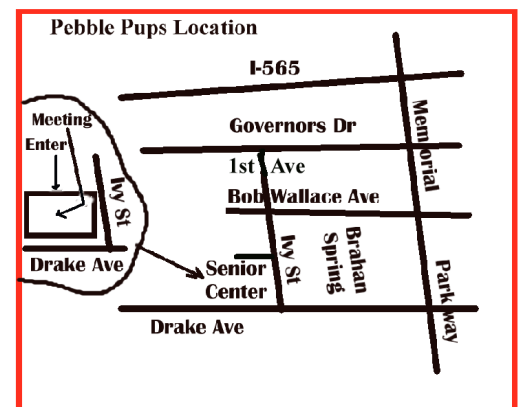 Pebble Pups Location
I-565
Memorial
Parkway
Governors Dr
1st Ave
Bob Wallace Ave
Meeting
Enter
Ivy St
Drake Ave
Senior
Center
Ivy St
Brahan
Spring
Drake Ave